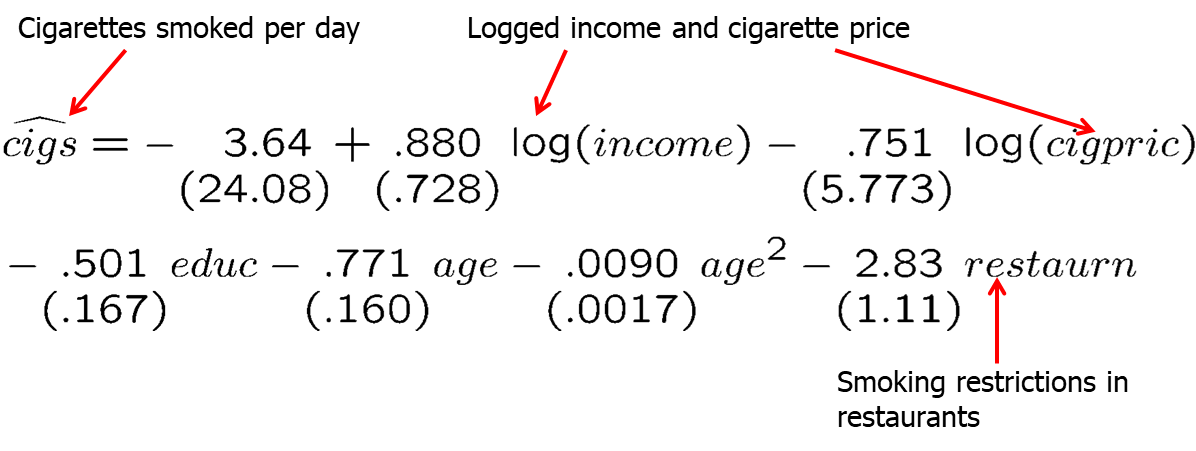 Cigarettes smoked per day
Logged income and cigarette price
cigs = − 3.64 + .880 log(income) − .751 log(cigpric)
(24.08) (.728) (5.773)
− .501 educ − .771 age − .0090 age² − 2.83 restaurn
(.167) (.160) (.0017) (1.11)
Smoking restrictions in
restaurants